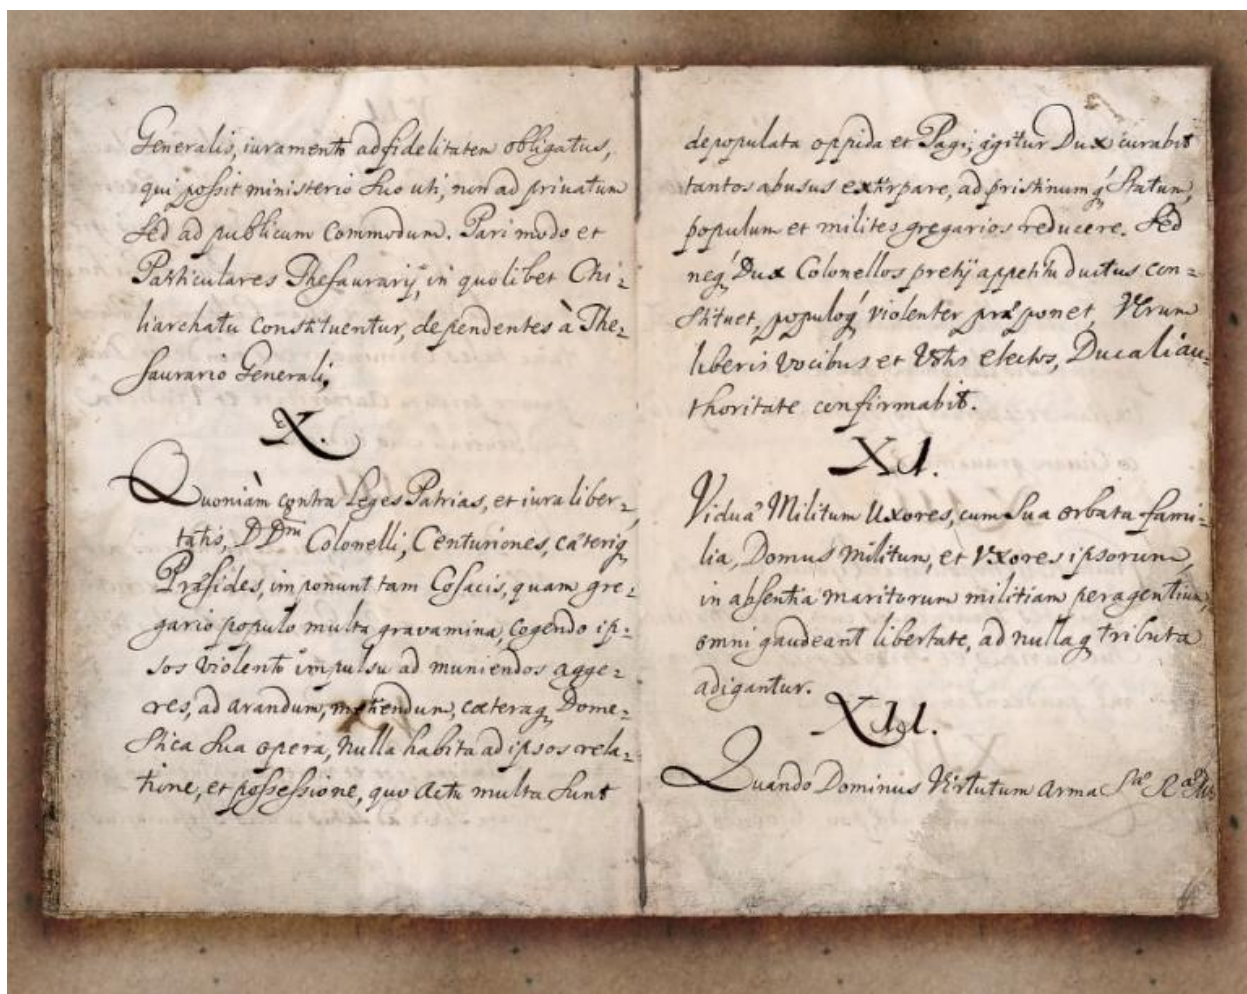 Generalis, iuramento ad fidelitatem obligatus,
qui possit ministerio suo uti, non ad priuatum
sed ad publicum commodum. Pari modo et
Particulares Thesaurarij, in quolibet Chi=
liarchatu constituentur, dependentes à The=
saurario Generali.
X.
Quoniàm contra Leges Patrias, et iura liber=
tatis, DDni Colonelli, Centuriones, cæteriq
Præsides, imponunt tam Cosacis, quam gre=
gario populo multa gravamina, cogendo ip=
sos violento impulsu ad muniendos agge=
res, ad arandum, metendum, cæteraq Dome=
stica sua opera, nulla habita ad ipsos rela=
tione, et possessione, quo actu multa sunt
depopulata oppida et Pagi; igitur Dux curabit
tantos abusus extirpare, ad pristinumq Statum,
populum et milites gregarios reducere. Sed
neq Dux Colonellos pretij appetitu ductus con=
stituet, populoq violenter præponet, Verum
liberis vocibus et Votis electos, Ducali au=
thoritate confirmabit.
XI.
Viduæ Militum Uxores, cum sua orbata fami=
lia, Domus militum, et Vxores ipsorum,
in absentia maritorum militiam peragentium,
omni gaudeant libertate, ad nullaq tributa
adigantur.
XII.
Quando Dominus Virtutum arma